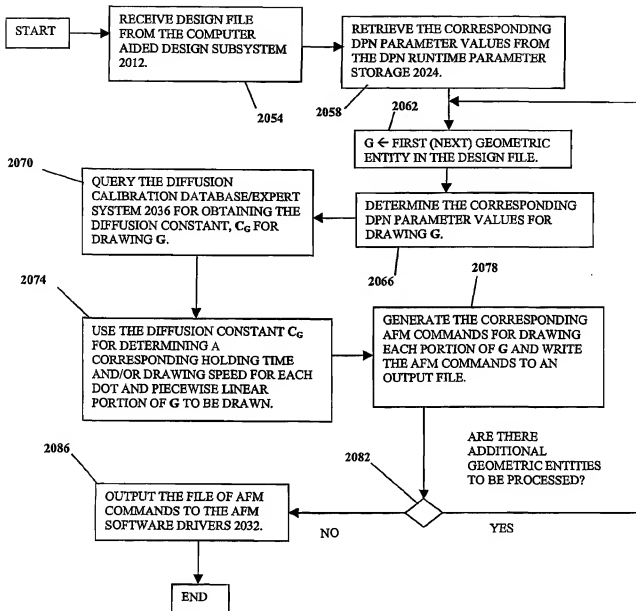 START
RECEIVE DESIGN FILE
FROM THE COMPUTER
AIDED DESIGN SUBSYSTEM
2012.
2054
RETRIEVE THE CORRESPONDING
DPN PARAMETER VALUES FROM
THE DPN RUNTIME PARAMETER
STORAGE 2024.
2058
2062
G ← FIRST (NEXT) GEOMETRIC
ENTITY IN THE DESIGN FILE.
DETERMINE THE CORRESPONDING
DPN PARAMETER VALUES FOR
DRAWING G.
2066
2070
QUERY THE DIFFUSION
CALIBRATION DATABASE/EXPERT
SYSTEM 2036 FOR OBTAINING THE
DIFFUSION CONSTANT, CG FOR
DRAWING G.
2074
USE THE DIFFUSION CONSTANT CG
FOR DETERMINING A
CORRESPONDING HOLDING TIME
AND/OR DRAWING SPEED FOR EACH
DOT AND PIECEWISE LINEAR
PORTION OF G TO BE DRAWN.
2078
GENERATE THE CORRESPONDING
AFM COMMANDS FOR DRAWING
EACH PORTION OF G AND WRITE
THE AFM COMMANDS TO AN
OUTPUT FILE.
ARE THERE
ADDITIONAL
GEOMETRIC ENTITIES
TO BE PROCESSED?
2082
NO
YES
2086
OUTPUT THE FILE OF AFM
COMMANDS TO THE AFM
SOFTWARE DRIVERS 2032.
END